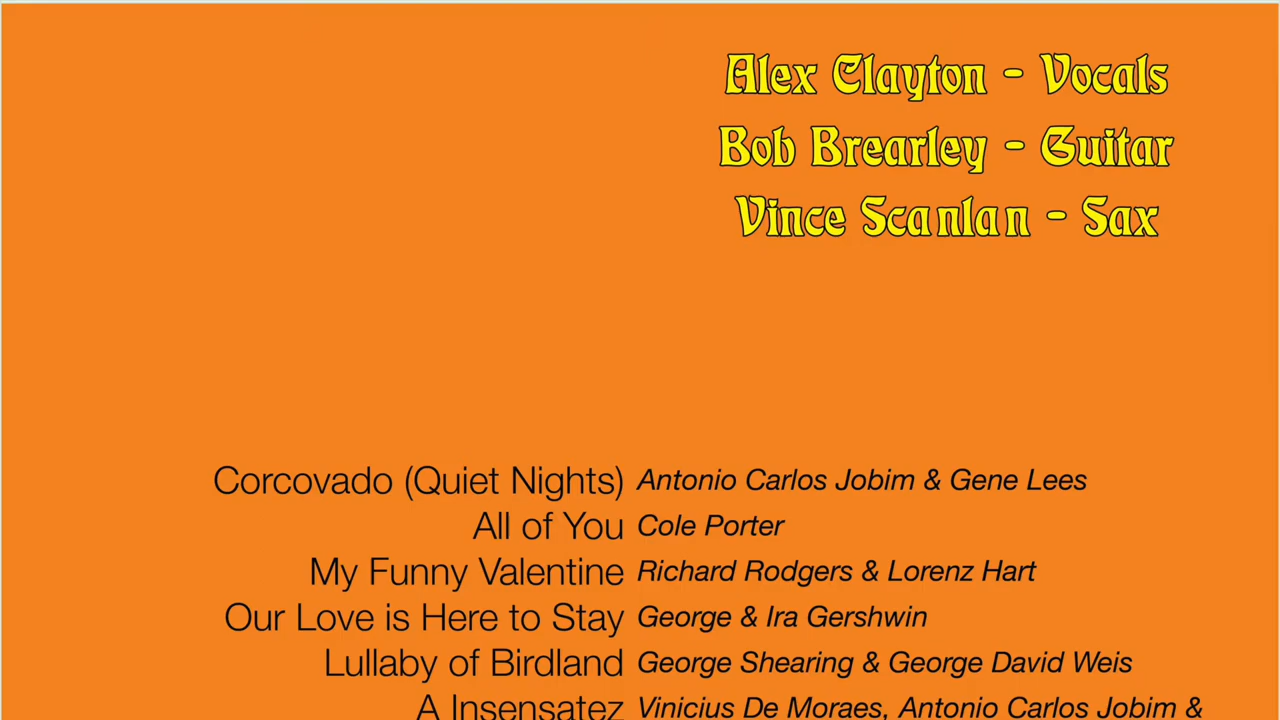 Alex Clayton - Vocals
Bob Brearley - Guitar
Vince Scanlan - Sax
Corcovado (Quiet Nights) Antonio Carlos Jobim & Gene Lees
All of You Cole Porter
My Funny Valentine Richard Rodgers & Lorenz Hart
Our Love is Here to Stay George & Ira Gershwin
Lullaby of Birdland George Shearing & George David Weis
A Insensatez Vinicius De Moraes, Antonio Carlos Jobim &